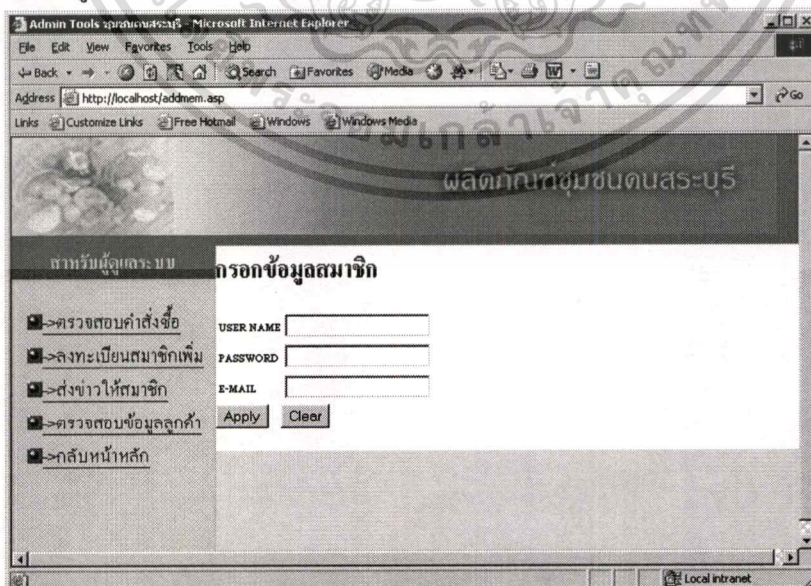 Admin Tools ชุมชนคนสระบุรี - Microsoft Internet Explorer
File Edit View Favorites Tools Help
Back Search Favorites Media
Address http://localhost/addmem.asp Go
Links Customize Links Free Hotmail Windows Windows Media
ผลิตภัณฑ์ชุมชนคนสระบุรี
สำหรับผู้ดูแลระบบ
กรอกข้อมูลสมาชิก
->ตรวจสอบคำสั่งซื้อ
->ลงทะเบียนสมาชิกเพิ่ม
->ส่งข่าวให้สมาชิก
->ตรวจสอบข้อมูลลูกค้า
->กลับหน้าหลัก
USER NAME
PASSWORD
E-MAIL
Apply Clear
Local intranet